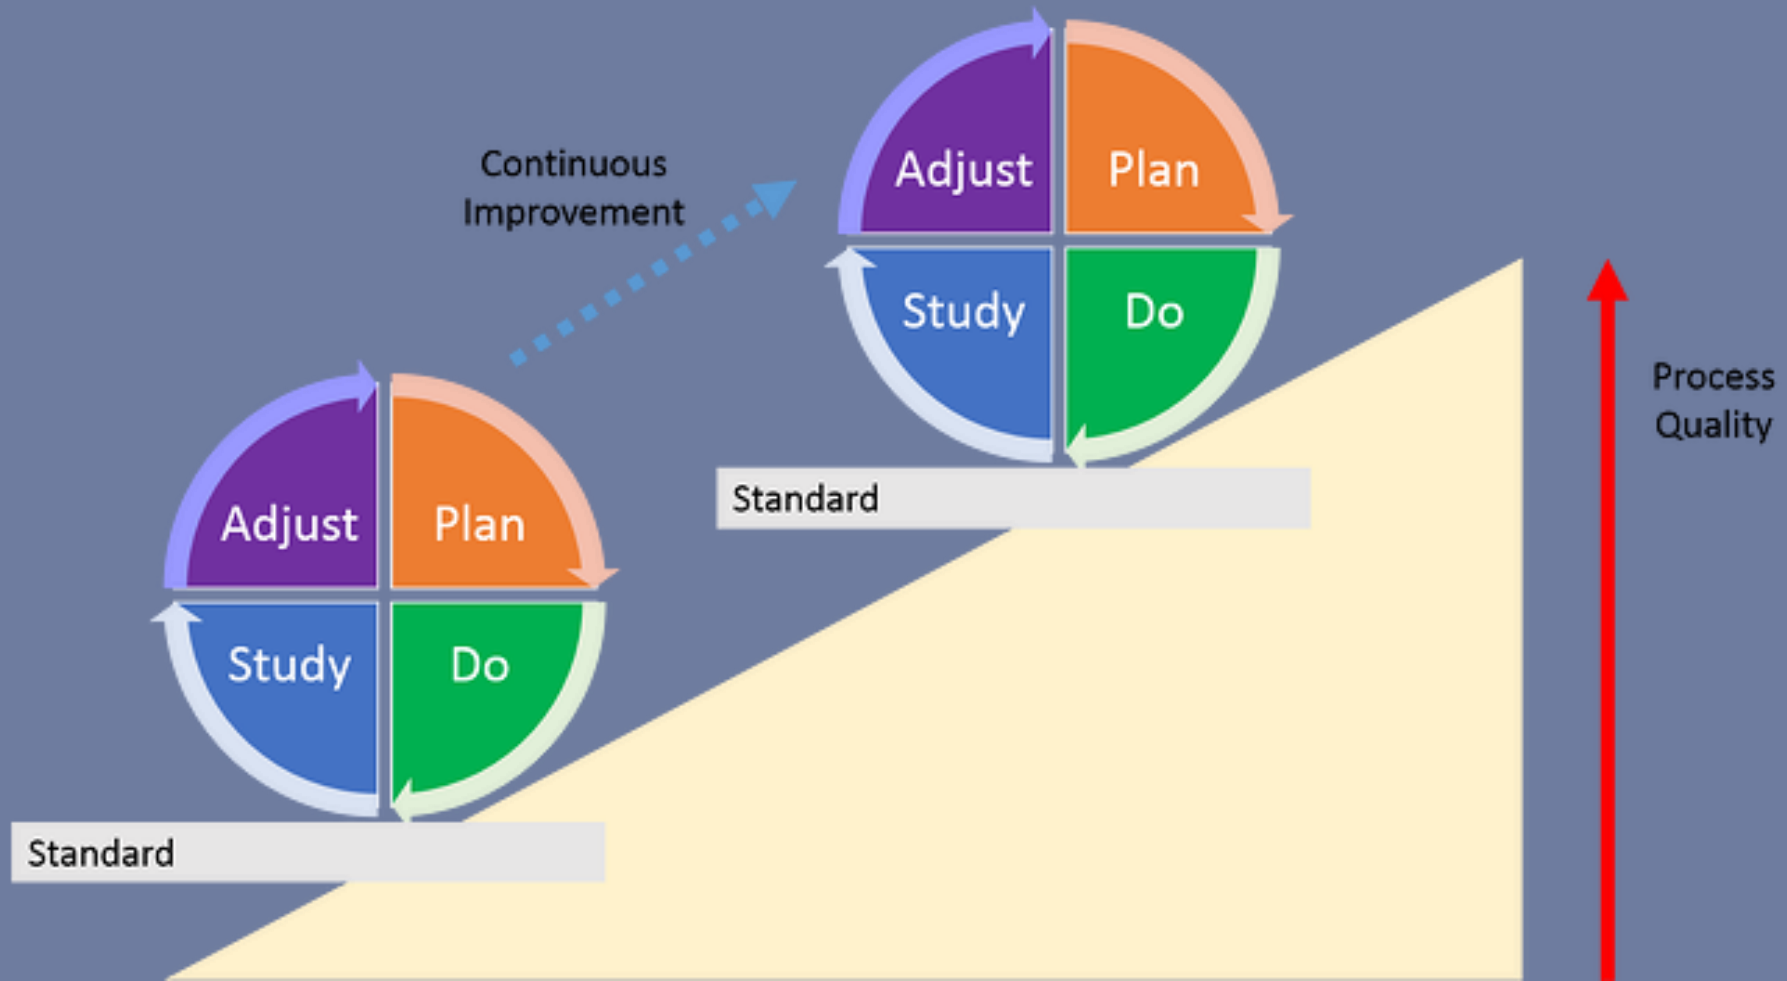 Continuous
Improvement
Adjust
Plan
Study
Do
Standard
Process
Quality
Adjust
Plan
Study
Do
Standard